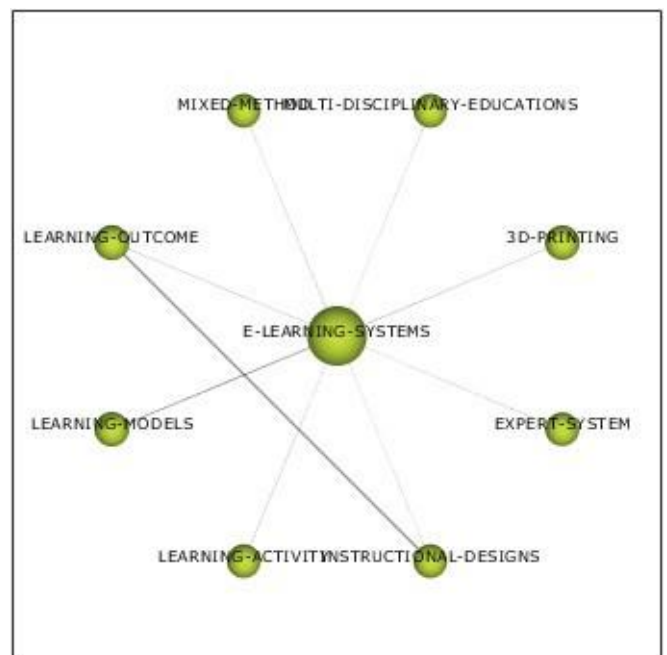 MIXED-METHOD
MULTI-DISCIPLINARY-EDUCATIONS
LEARNING-OUTCOME
3D-PRINTING
E-LEARNING-SYSTEMS
LEARNING-MODELS
EXPERT-SYSTEM
LEARNING-ACTIVITY
INSTRUCTIONAL-DESIGNS